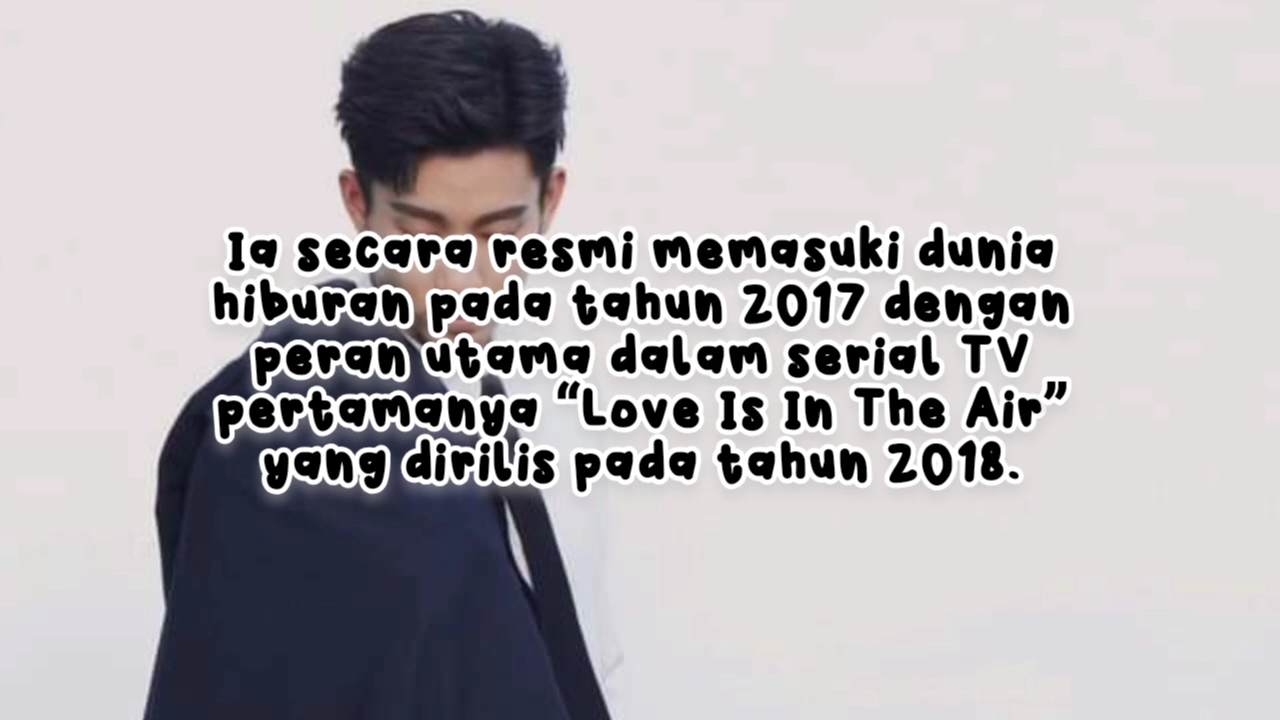 Ia secara resmi memasuki dunia
hiburan pada tahun 2017 dengan
peran utama dalam serial TV
pertamanya “Love Is In The Air”
yang dirilis pada tahun 2018.